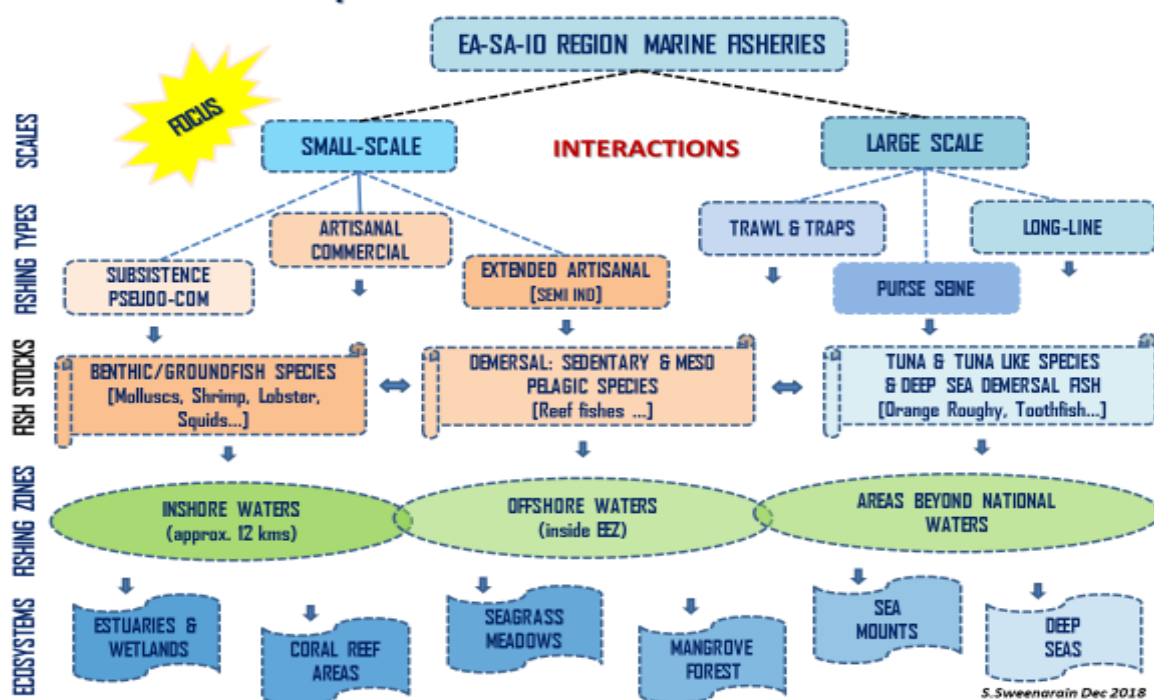 EA-SA-IO REGION MARINE FISHERIES
FOCUS
SCALES
SMALL-SCALE
INTERACTIONS
LARGE SCALE
FISHING TYPES
SUBSISTENCE
PSEUDO-COM
ARTISANAL
COMMERCIAL
EXTENDED ARTISANAL
[SEMI IND]
TRAWL & TRAPS
PURSE SEINE
LONG-LINE
FISH STOCKS
BENTHIC/GROUNDFISH SPECIES
[Molluscs, Shrimp, Lobster,
Squids...]
DEMERSAL: SEDENTARY & MESO
PELAGIC SPECIES
[Reef fishes ...]
TUNA & TUNA LIKE SPECIES
& DEEP SEA DEMERSAL FISH
[Orange Roughy, Toothfish...]
FISHING ZONES
INSHORE WATERS
(approx. 12 kms)
OFFSHORE WATERS
(inside EEZ)
AREAS BEYOND NATIONAL
WATERS
ECOSYSTEMS
ESTUARIES &
WETLANDS
CORAL REEF
AREAS
SEAGRASS
MEADOWS
MANGROVE
FOREST
SEA
MOUNTS
DEEP
SEAS
S.Sweenarain Dec 2018